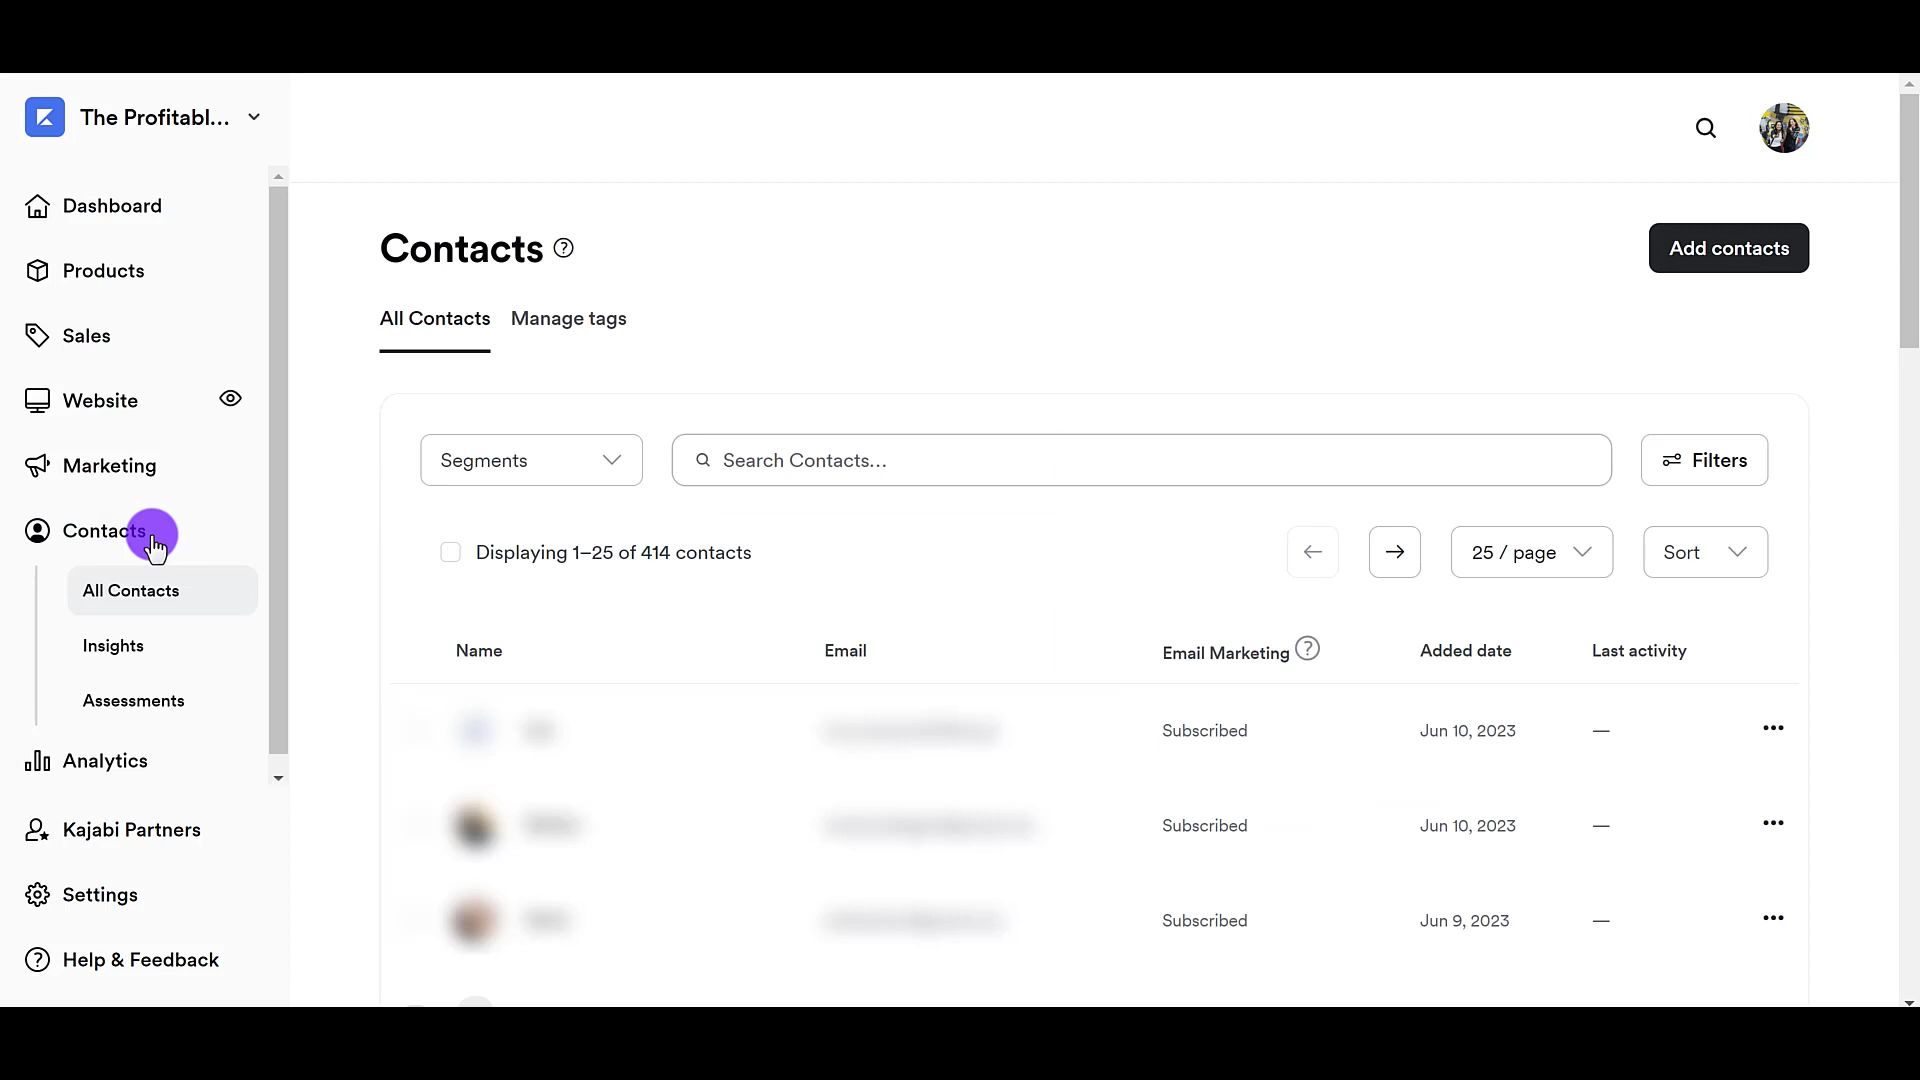 The Profitabl...
Dashboard
Products
Sales
Website
Marketing
Contacts
All Contacts
Insights
Assessments
Analytics
Kajabi Partners
Settings
Help & Feedback
Contacts
Add contacts
All Contacts Manage tags
Segments Search Contacts... Filters
Displaying 1–25 of 414 contacts 25 / page Sort
Name Email Email Marketing Added date Last activity
Subscribed Jun 10, 2023 —
Subscribed Jun 10, 2023 —
Subscribed Jun 9, 2023 —